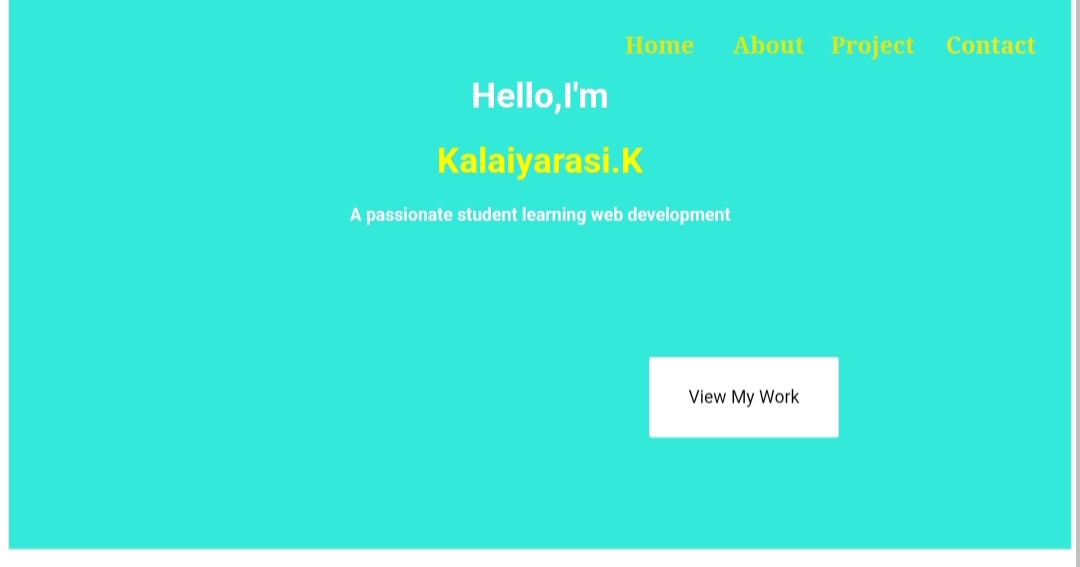 Home About Project Contact
Hello,I'm
Kalaiyarasi.K
A passionate student learning web development
View My Work